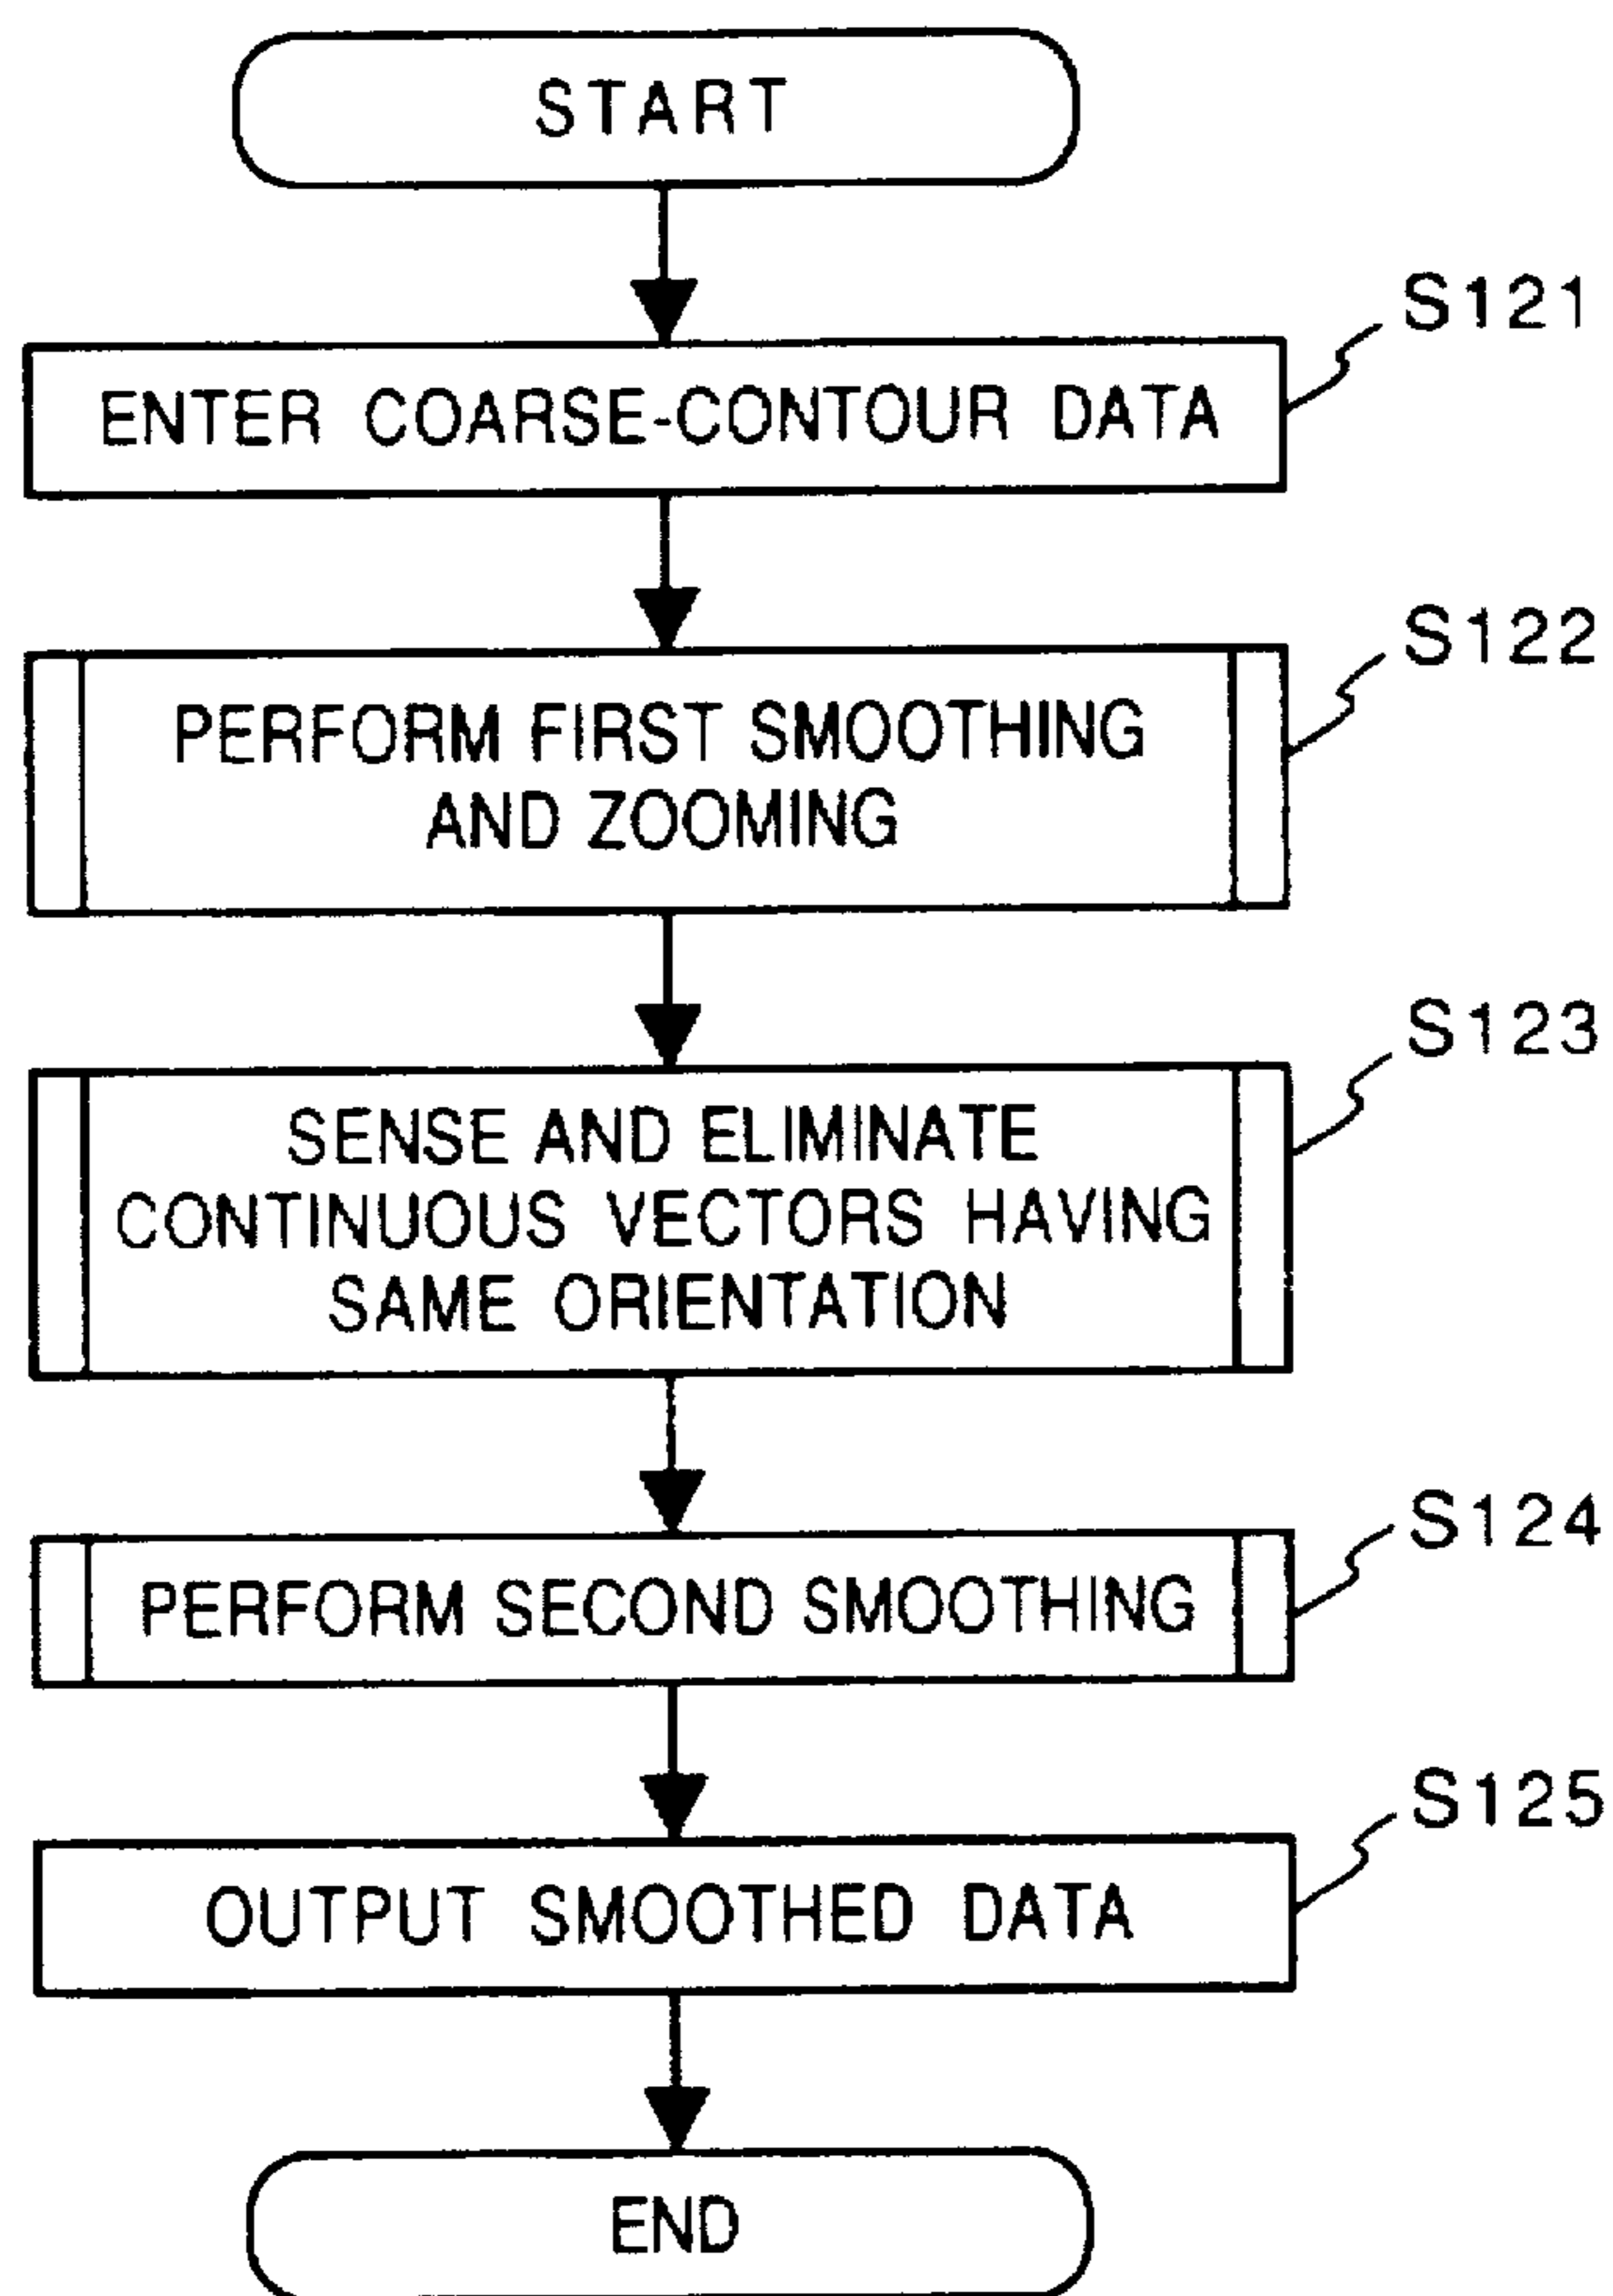 START
S121
ENTER COARSE-CONTOUR DATA
S122
PERFORM FIRST SMOOTHING
AND ZOOMING
S123
SENSE AND ELIMINATE
CONTINUOUS VECTORS HAVING
SAME ORIENTATION
S124
PERFORM SECOND SMOOTHING
S125
OUTPUT SMOOTHED DATA
END